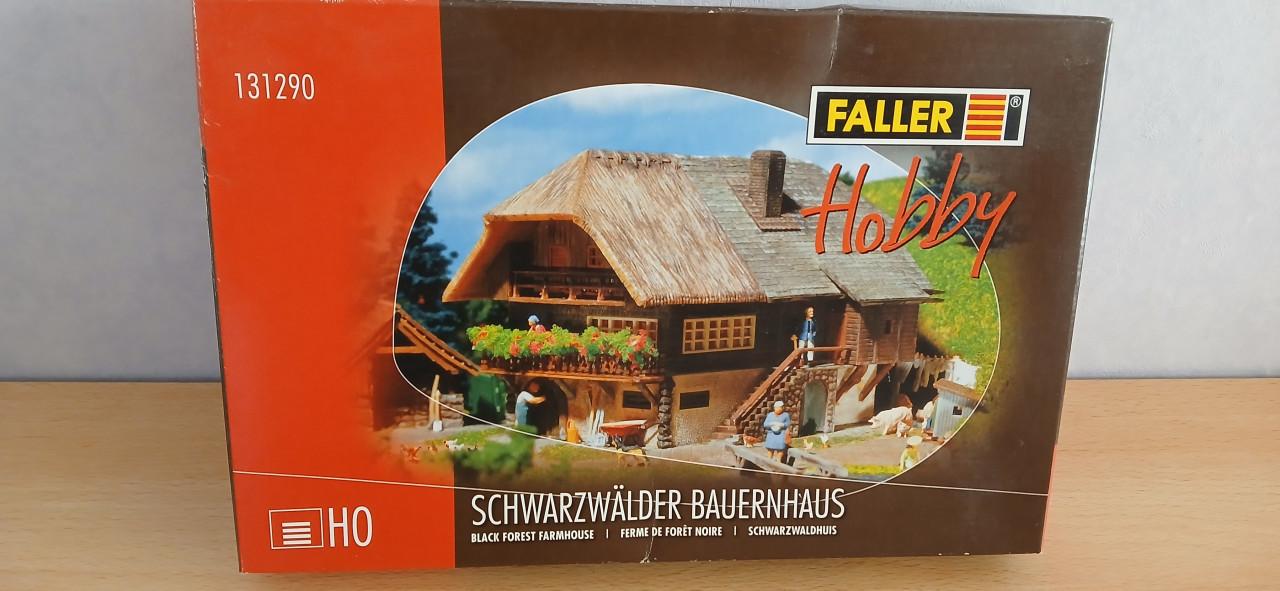 131290
FALLER®
Hobby
SCHWARZWÄLDER BAUERNHAUS
BLACK FOREST FARMHOUSE | FERME DE FORÊT NOIRE | SCHWARZWALDHUIS
HO